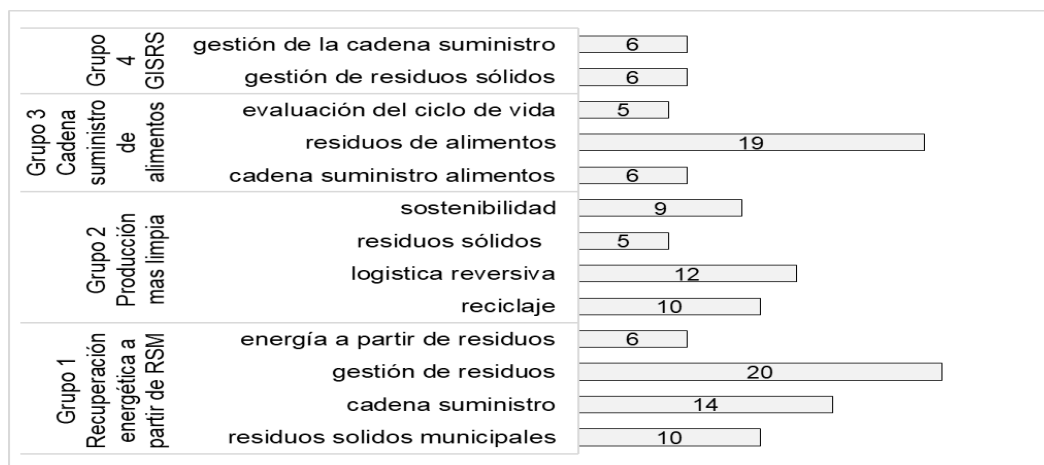 Grupo
4
GISRS
gestión de la cadena suministro
6
gestión de residuos sólidos
6
Grupo 3
Cadena
suministro
de
alimentos
evaluación del ciclo de vida
5
residuos de alimentos
19
cadena suministro alimentos
6
Grupo 2
Producción
mas limpia
sostenibilidad
9
residuos sólidos
5
logistica reversiva
12
reciclaje
10
Grupo 1
Recuperación
energética a
partir de RSM
energía a partir de residuos
6
gestión de residuos
20
cadena suministro
14
residuos solidos municipales
10